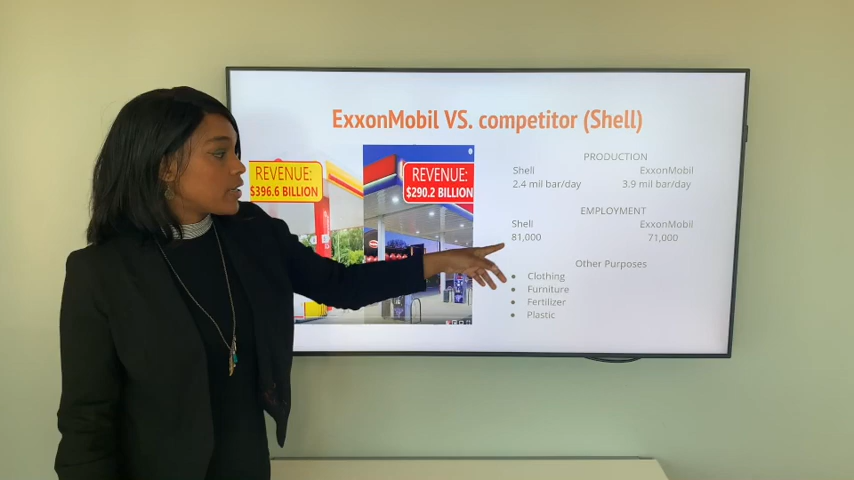 ExxonMobil VS. competitor (Shell)
REVENUE:
$396.6 BILLION
REVENUE:
$290.2 BILLION
PRODUCTION
Shell ExxonMobil
2.4 mil bar/day 3.9 mil bar/day
EMPLOYMENT
Shell ExxonMobil
81,000 71,000
Other Purposes
● Clothing
● Furniture
● Fertilizer
● Plastic